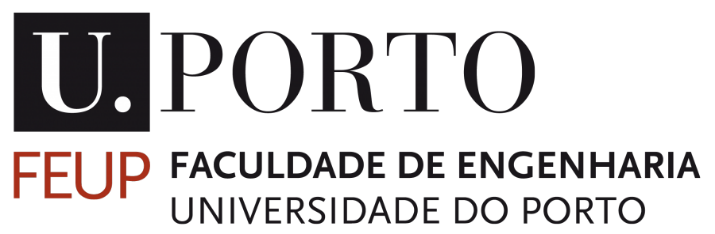 U.PORTO
FEUP FACULDADE DE ENGENHARIA
UNIVERSIDADE DO PORTO